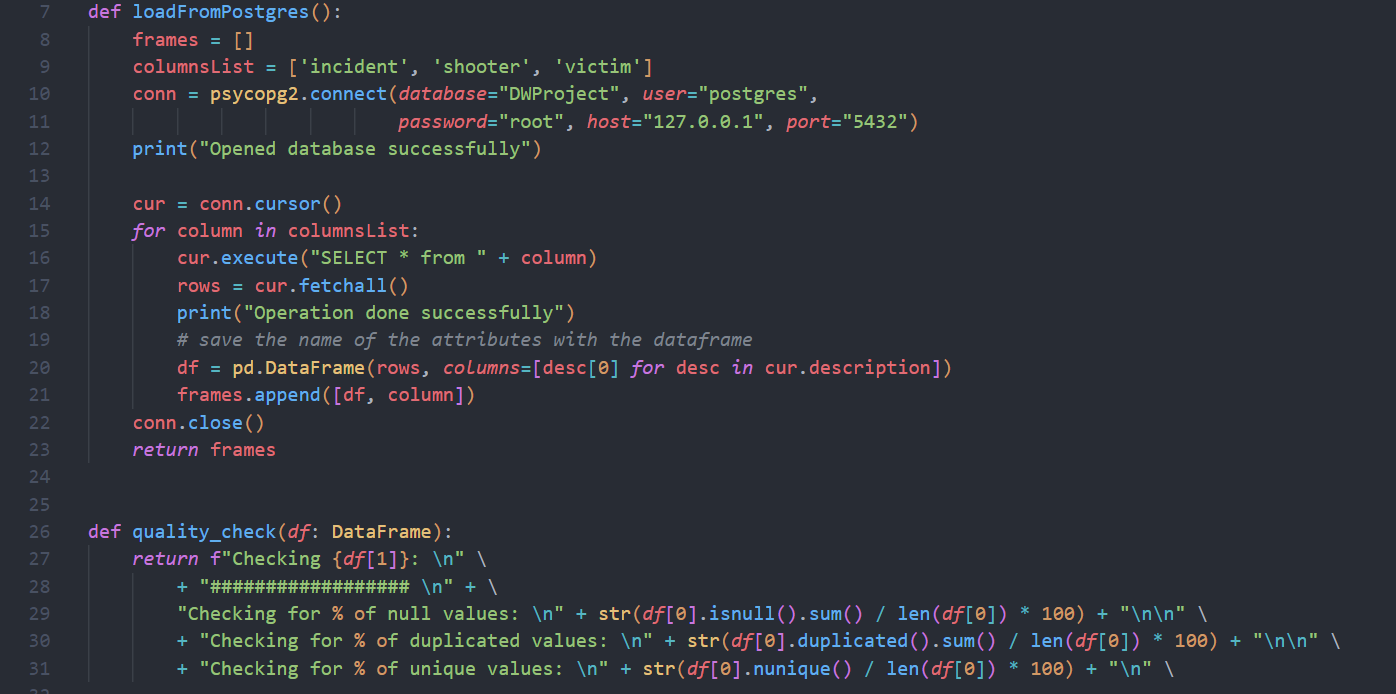 7 def loadFromPostgres():
8 frames = []
9 columnsList = ['incident', 'shooter', 'victim']
10 conn = psycopg2.connect(database="DWProject", user="postgres",
11 password="root", host="127.0.0.1", port="5432")
12 print("Opened database successfully")
13
14 cur = conn.cursor()
15 for column in columnsList:
16 cur.execute("SELECT * from " + column)
17 rows = cur.fetchall()
18 print("Operation done successfully")
19 # save the name of the attributes with the dataframe
20 df = pd.DataFrame(rows, columns=[desc[0] for desc in cur.description])
21 frames.append([df, column])
22 conn.close()
23 return frames
24
25
26 def quality_check(df: DataFrame):
27 return f"Checking {df[1]}: \n" \
28 + "################## \n" + \
29 "Checking for % of null values: \n" + str(df[0].isnull().sum() / len(df[0]) * 100) + "\n\n" \
30 + "Checking for % of duplicated values: \n" + str(df[0].duplicated().sum() / len(df[0]) * 100) + "\n\n" \
31 + "Checking for % of unique values: \n" + str(df[0].nunique() / len(df[0]) * 100) + "\n" \